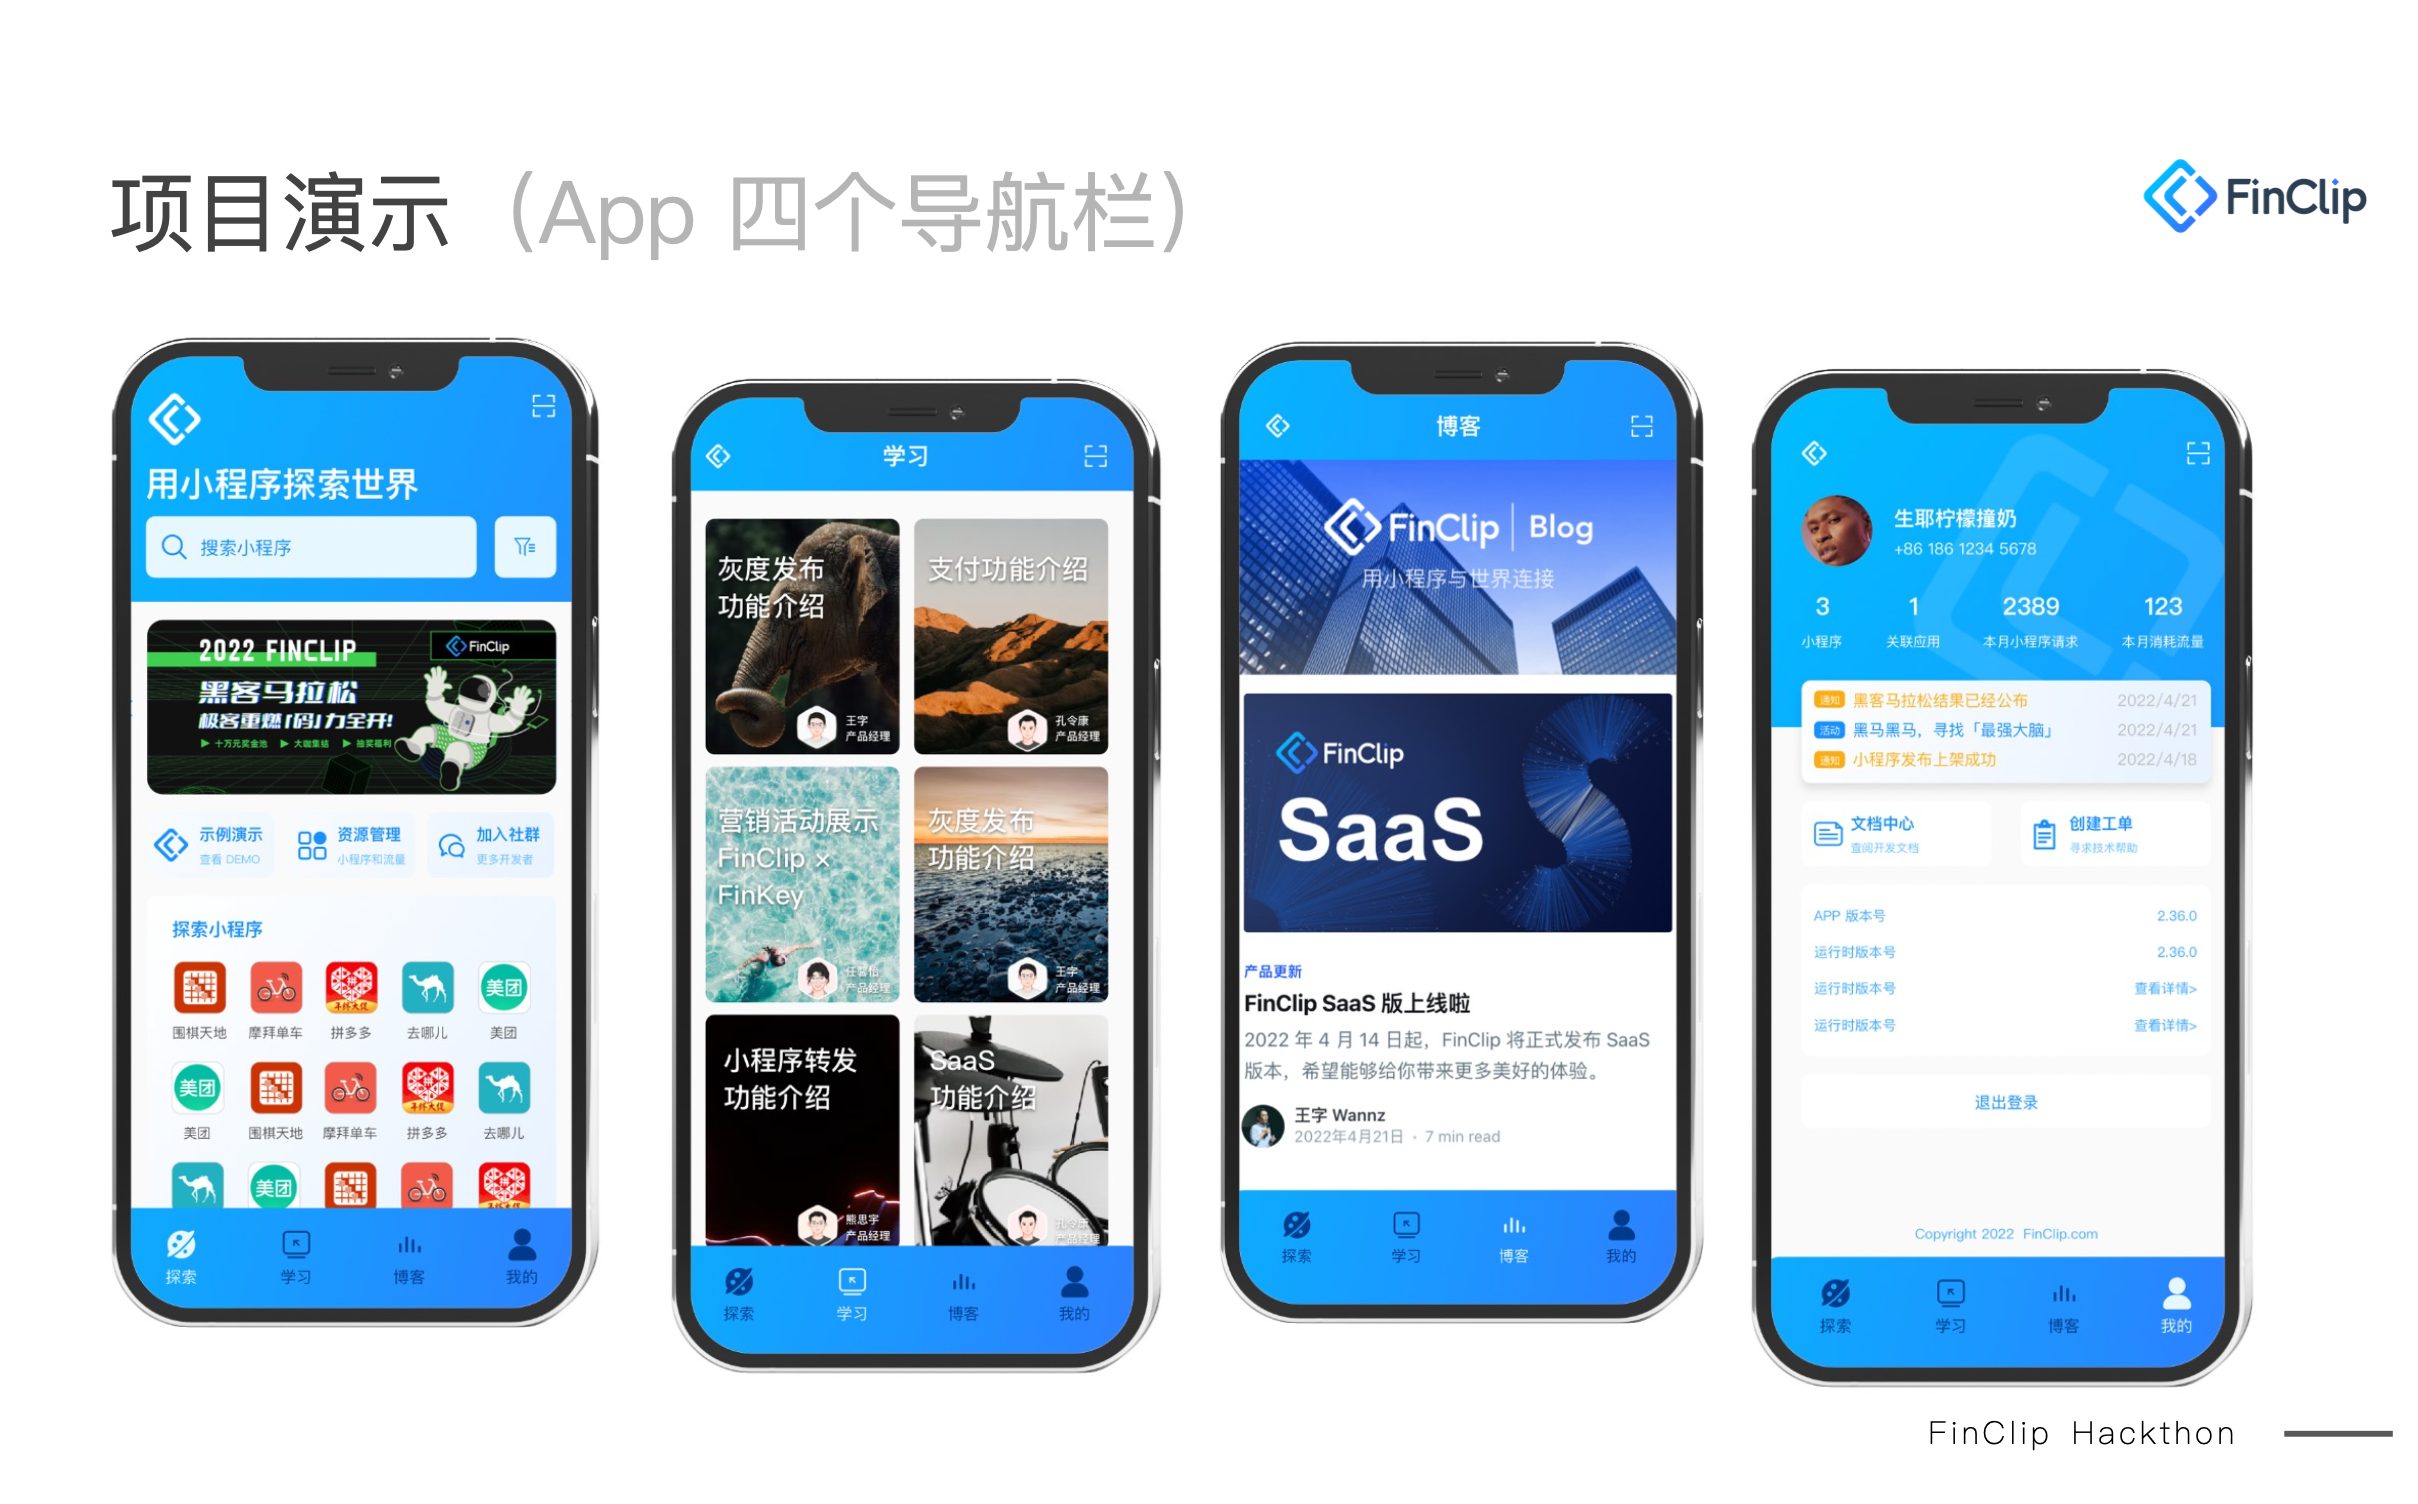 项目演示（App 四个导航栏）
FinClip
用小程序探索世界
搜索小程序
2022 FINCLIP
FinClip
黑客马拉松
极客重燃「码」力全开!
十万元奖金池 大咖集结 抽奖福利
示例演示 资源管理 加入社群
查看 DEMO 小程序和流量 更多开发者
探索小程序
美团
围棋天地 摩拜单车 拼多多 去哪儿 美团
美团
美团 围棋天地 摩拜单车 拼多多 去哪儿
美团
探索 学习 博客 我的
学习
灰度发布
功能介绍
王字
产品经理
支付功能介绍
孔令康
产品经理
营销活动展示
FinClip ×
FinKey
产品经理
灰度发布
功能介绍
王字
产品经理
小程序转发
功能介绍
熊思宇
产品经理
SaaS
功能介绍
孔令康
产品经理
探索 学习 博客 我的
博客
FinClip | Blog
用小程序与世界连接
FinClip
SaaS
产品更新
FinClip SaaS 版上线啦
2022 年 4 月 14 日起，FinClip 将正式发布 SaaS
版本，希望能够给你带来更多美好的体验。
王字 Wannz
2022年4月21日 · 7 min read
探索 学习 博客 我的
生耶柠檬撞奶
+86 186 1234 5678
3 1 2389 123
小程序 关联应用 本月小程序请求 本月消耗流量
通知 黑客马拉松结果已经公布 2022/4/21
活动 黑马黑马，寻找「最强大脑」 2022/4/21
通知 小程序发布上架成功 2022/4/18
文档中心 创建工单
查阅开发文档 寻求技术帮助
APP 版本号 2.36.0
运行时版本号 2.36.0
运行时版本号 查看详情>
运行时版本号 查看详情>
退出登录
Copyright 2022 FinClip.com
探索 学习 博客 我的
FinClip Hackthon